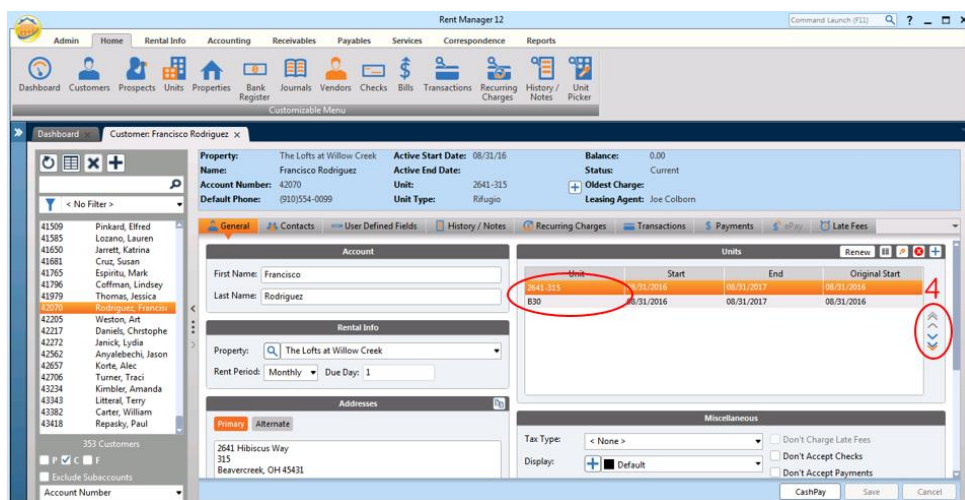 Rent Manager 12
Command Launch (F11)
Admin Home Rental Info Accounting Receivables Payables Services Correspondence Reports
Dashboard Customers Prospects Units Properties Bank Register Journals Vendors Checks Bills Transactions Recurring Charges History / Notes Unit Picker
Customizable Menu
Dashboard x Customer: Francisco Rodriguez x
Property: The Lofts at Willow Creek Active Start Date: 08/31/16 Balance: 0.00
Name: Francisco Rodriguez Active End Date: Status: Current
Account Number: 42070 Unit: 2641-315 Oldest Charge:
Default Phone: (910)554-0099 Unit Type: Rifugio Leasing Agent: Joe Colborn
< No Filter >
General Contacts User Defined Fields History / Notes Recurring Charges Transactions Payments ePay Late Fees
41509 Pinkard, Elfred
41585 Lozano, Lauren
41650 Jarrett, Katrina
41681 Cruz, Susan
41765 Espiritu, Mark
41796 Coffman, Lindsey
41979 Thomas, Jessica
42070 Rodriguez, Francisc
42205 Weston, Art
42217 Daniels, Chrstophe
42272 Janick, Lydia
42562 Anyalebechi, Jason
42657 Korte, Alec
42706 Turner, Traci
43234 Kimbler, Amanda
43343 Litteral, Terry
43382 Carter, William
43418 Repasky, Paul
353 Customers
P C F
Exclude Subaccounts
Account Number
Account
First Name: Francisco
Last Name: Rodriguez
Rental Info
Property: The Lofts at Willow Creek
Rent Period: Monthly Due Day: 1
Addresses
Primary Alternate
2641 Hibiscus Way
315
Beavercreek, OH 45431
Units Renew
Unit Start End Original Start
2641-315 08/31/2016 08/31/2017 08/31/2016
B30 08/31/2016 08/31/2017 08/31/2016
4
Miscellaneous
Tax Type: < None > Don't Charge Late Fees
Don't Accept Checks
Display: Default
Don't Accept Payments
CashPay Save Cancel